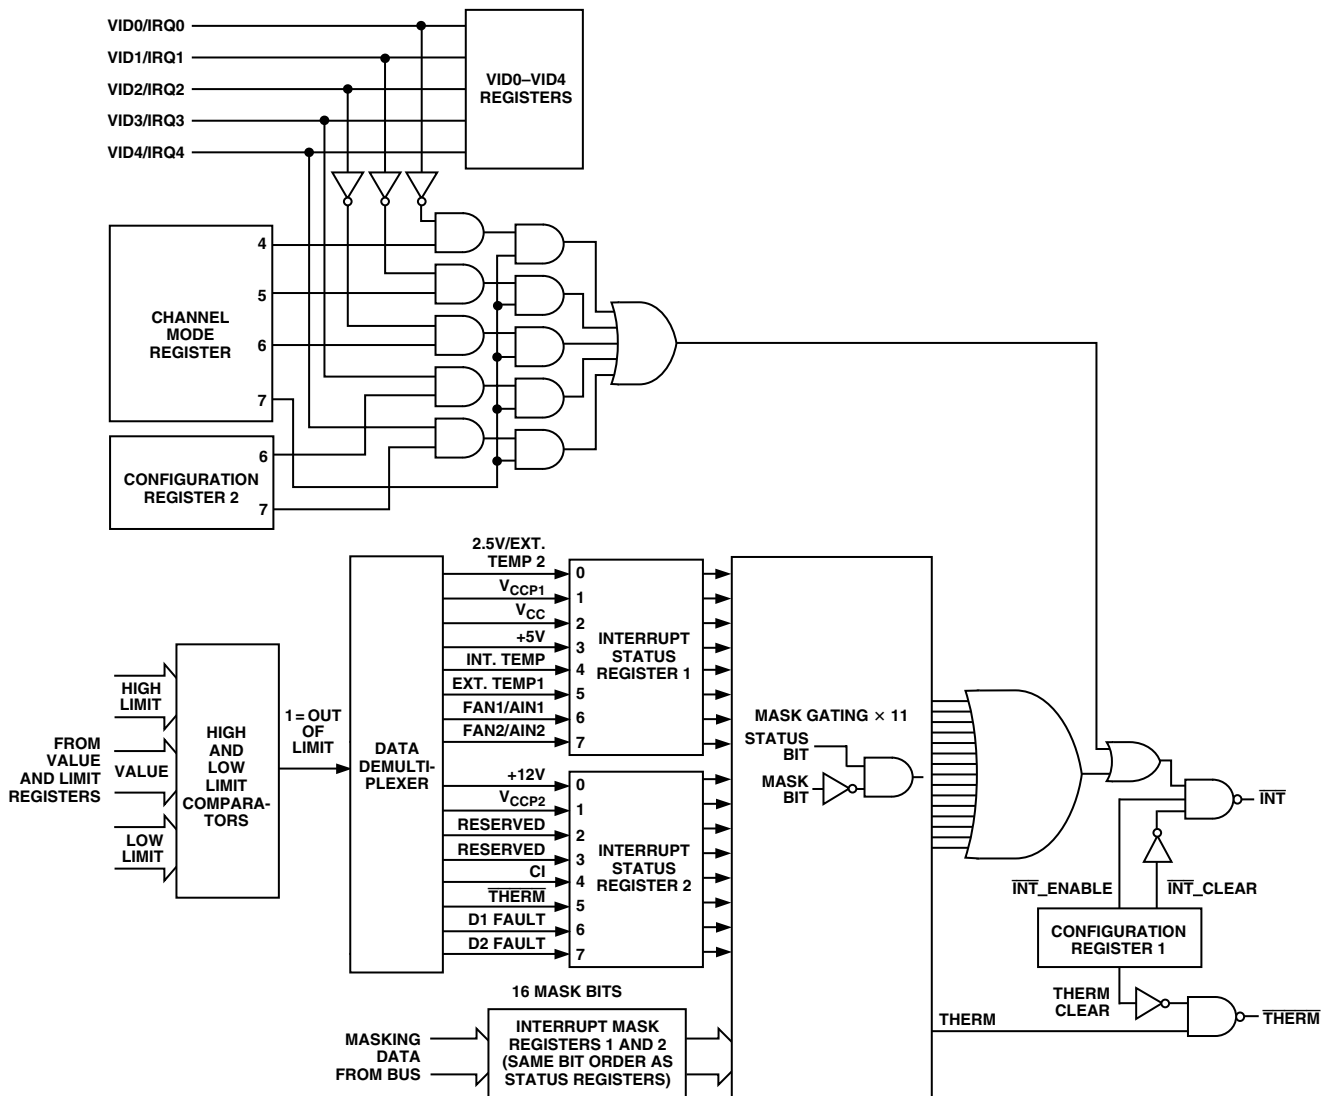 VID0/IRQ0
VID1/IRQ1
VID2/IRQ2
VID3/IRQ3
VID4/IRQ4
VID0–VID4
REGISTERS
CHANNEL
MODE
REGISTER
4
5
6
7
CONFIGURATION
REGISTER 2
6
7
FROM
VALUE
AND LIMIT
REGISTERS
HIGH
LIMIT
VALUE
LOW
LIMIT
HIGH
AND
LOW
LIMIT
COMPARA-
TORS
1 = OUT
OF
LIMIT
DATA
DEMULTI-
PLEXER
2.5V/EXT.
TEMP 2
VCCP1
VCC
+5V
INT. TEMP
EXT. TEMP1
FAN1/AIN1
FAN2/AIN2
0
1
2
3
4
5
6
7
INTERRUPT
STATUS
REGISTER 1
+12V
VCCP2
RESERVED
RESERVED
CI
THERM
D1 FAULT
D2 FAULT
0
1
2
3
4
5
6
7
INTERRUPT
STATUS
REGISTER 2
MASK GATING × 11
STATUS
BIT
MASK
BIT
16 MASK BITS
MASKING
DATA
FROM BUS
INTERRUPT MASK
REGISTERS 1 AND 2
(SAME BIT ORDER AS
STATUS REGISTERS)
INT
INT_ENABLE
INT_CLEAR
CONFIGURATION
REGISTER 1
THERM
CLEAR
THERM
THERM